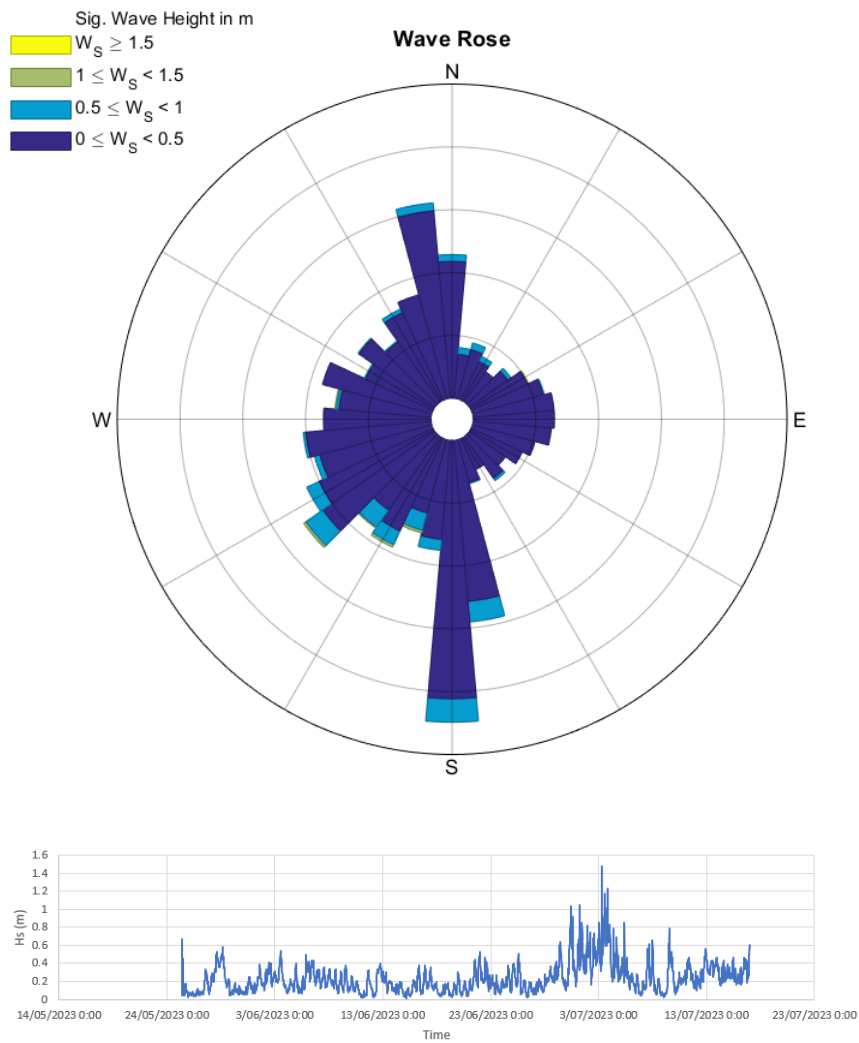 Sig. Wave Height in m
W_S ≥ 1.5
1 ≤ W_S < 1.5
0.5 ≤ W_S < 1
0 ≤ W_S < 0.5
Wave Rose
N
W
E
S
1.6
1.4
1.2
1
0.8
0.6
0.4
0.2
0
Hs (m)
14/05/2023 0:00 24/05/2023 0:00 3/06/2023 0:00 13/06/2023 0:00 23/06/2023 0:00 3/07/2023 0:00 13/07/2023 0:00 23/07/2023 0:00
Time